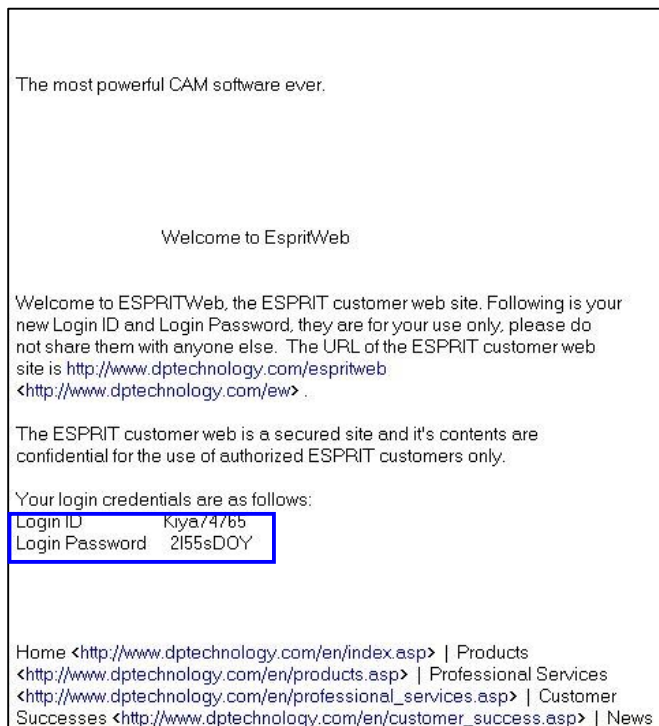 The most powerful CAM software ever.
Welcome to EspritWeb
Welcome to ESPRITWeb, the ESPRIT customer web site. Following is your
new Login ID and Login Password, they are for your use only, please do
not share them with anyone else. The URL of the ESPRIT customer web
site is http://www.dptechnology.com/espritweb
<http://www.dptechnology.com/ew> .
The ESPRIT customer web is a secured site and it's contents are
confidential for the use of authorized ESPRIT customers only.
Your login credentials are as follows:
Login ID Kiya74765
Login Password 2I55sDOY
Home <http://www.dptechnology.com/en/index.asp> | Products
<http://www.dptechnology.com/en/products.asp> | Professional Services
<http://www.dptechnology.com/en/professional_services.asp> | Customer
Successes <http://www.dptechnology.com/en/customer_success.asp> | News